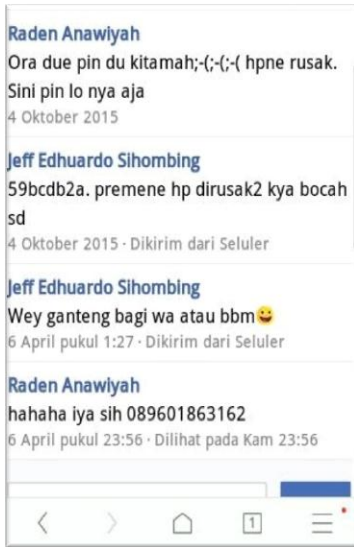 Raden Anawiyah
Ora due pin du kitamah;-(;-(;-( hpne rusak.
Sini pin lo nya aja
4 Oktober 2015
Jeff Edhuardo Sihombing
59bcdb2a. premene hp dirusak2 kya bocah
sd
4 Oktober 2015 · Dikirim dari Seluler
Jeff Edhuardo Sihombing
Wey ganteng bagi wa atau bbm😀
6 April pukul 1:27 · Dikirim dari Seluler
Raden Anawiyah
hahaha iya sih 089601863162
6 April pukul 23:56 · Dilihat pada Kam 23:56
1